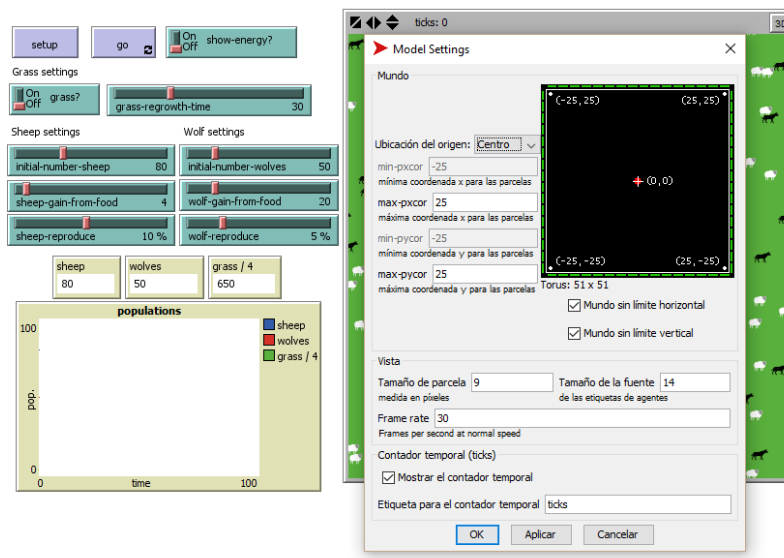 setup
go
On
Off
show-energy?
ticks: 0
3D
Grass settings
On
Off
grass?
grass-regrowth-time 30
Sheep settings
Wolf settings
initial-number-sheep 80
initial-number-wolves 50
sheep-gain-from-food 4
wolf-gain-from-food 20
sheep-reproduce 10 %
wolf-reproduce 5 %
sheep
80
wolves
50
grass / 4
650
populations
100
pop.
0
0
time
100
sheep
wolves
grass / 4
Model Settings
Mundo
Ubicación del origen: Centro
min-pxcor -25
mínima coordenada x para las parcelas
max-pxcor 25
máxima coordenada x para las parcelas
min-pycor -25
mínima coordenada y para las parcelas
max-pycor 25
máxima coordenada y para las parcelas
(-25,25)
(25,25)
(0,0)
(-25,-25)
(25,-25)
Torus: 51 x 51
Mundo sin límite horizontal
Mundo sin límite vertical
Vista
Tamaño de parcela 9
medida en píxeles
Tamaño de la fuente 14
de las etiquetas de agentes
Frame rate 30
Frames per second at normal speed
Contador temporal (ticks)
Mostrar el contador temporal
Etiqueta para el contador temporal ticks
OK
Aplicar
Cancelar